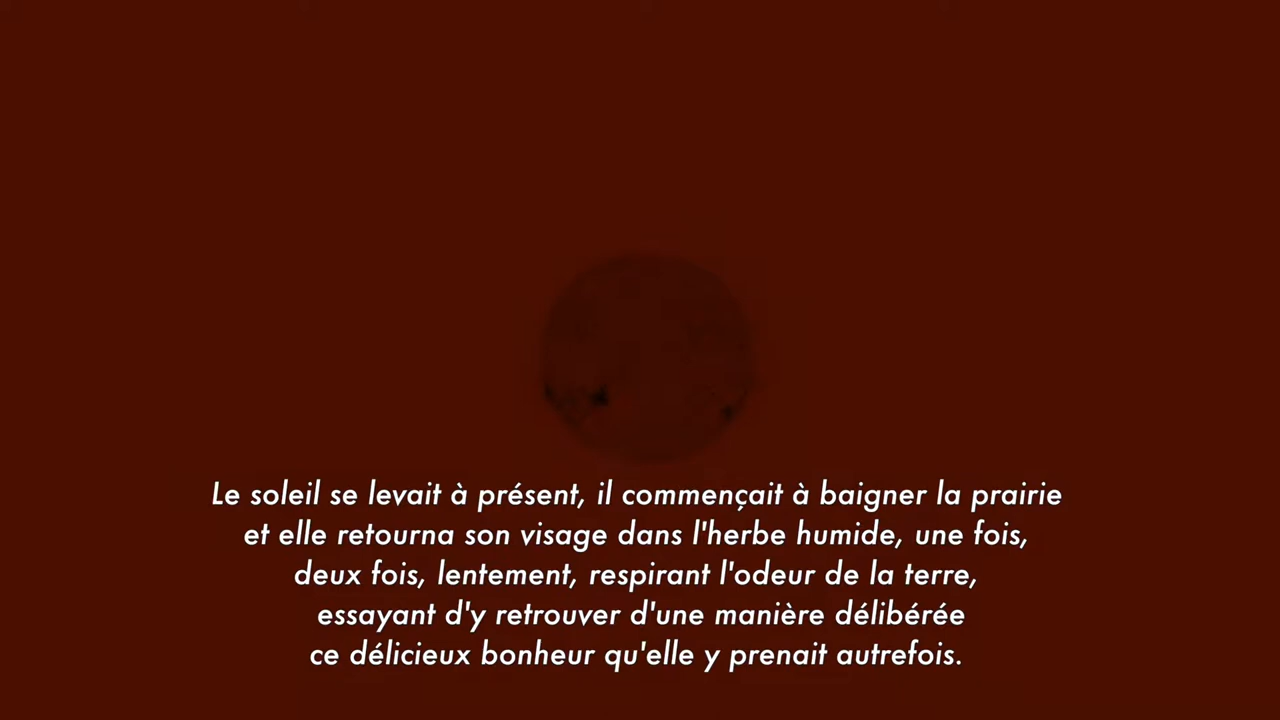 Le soleil se levait à présent, il commençait à baigner la prairie
et elle retourna son visage dans l'herbe humide, une fois,
deux fois, lentement, respirant l'odeur de la terre,
essayant d'y retrouver d'une manière délibérée
ce délicieux bonheur qu'elle y prenait autrefois.